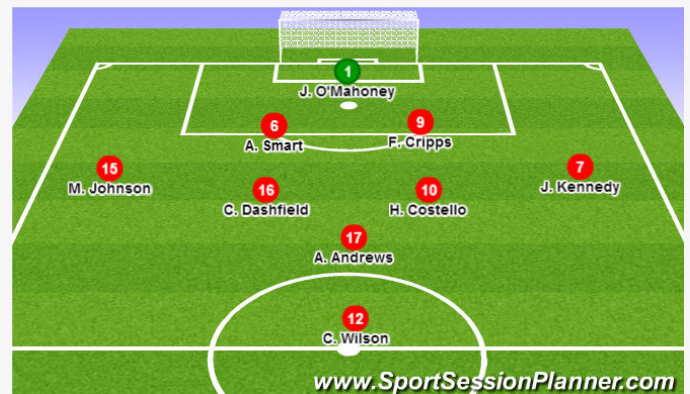 1
J. O'Mahoney
6
A. Smart
9
F. Cripps
15
M. Johnson
16
C. Dashfield
10
H. Costello
7
J. Kennedy
17
A. Andrews
12
C. Wilson
www.SportSessionPlanner.com